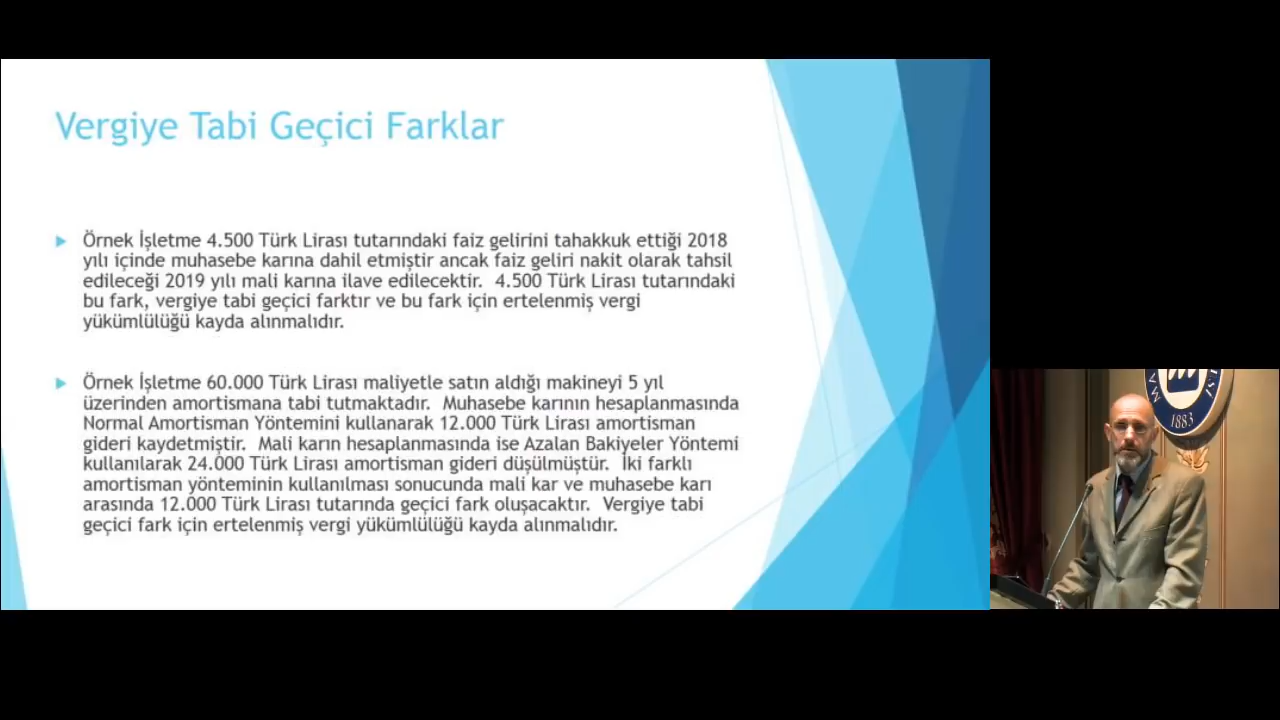 Vergiye Tabi Geçici Farklar
Örnek İşletme 4.500 Türk Lirası tutarındaki faiz gelirini tahakkuk ettiği 2018
yılı içinde muhasebe karına dahil etmiştir ancak faiz geliri nakit olarak tahsil
edileceği 2019 yılı mali karına ilave edilecektir.  4.500 Türk Lirası tutarındaki
bu fark, vergiye tabi geçici farktır ve bu fark için ertelenmiş vergi
yükümlülüğü kayda alınmalıdır.
Örnek İşletme 60.000 Türk Lirası maliyetle satın aldığı makineyi 5 yıl
üzerinden amortismana tabi tutmaktadır.  Muhasebe karının hesaplanmasında
Normal Amortisman Yöntemini kullanarak 12.000 Türk Lirası amortisman
gideri kaydetmiştir.  Mali karın hesaplanmasında ise Azalan Bakiyeler Yöntemi
kullanılarak 24.000 Türk Lirası amortisman gideri düşülmüştür.  İki farklı
amortisman yönteminin kullanılması sonucunda mali kar ve muhasebe karı
arasında 12.000 Türk Lirası tutarında geçici fark oluşacaktır.  Vergiye tabi
geçici fark için ertelenmiş vergi yükümlülüğü kayda alınmalıdır.
1883